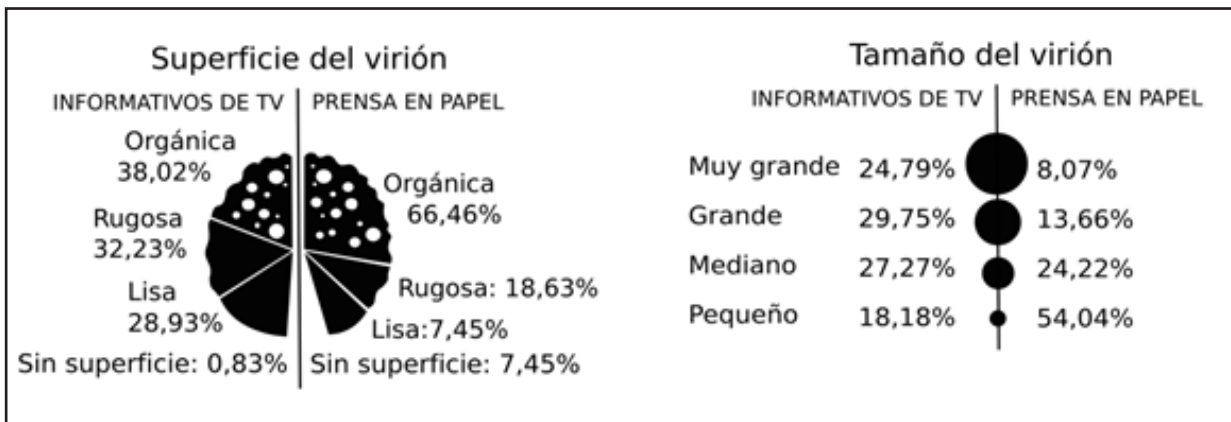 Superficie del virión
INFORMATIVOS DE TV
PRENSA EN PAPEL
Orgánica
38,02%
Rugosa
32,23%
Lisa
28,93%
Sin superficie: 0,83%
Orgánica
66,46%
Rugosa: 18,63%
Lisa:7,45%
Sin superficie: 7,45%
Tamaño del virión
INFORMATIVOS DE TV PRENSA EN PAPEL
Muy grande 24,79% 8,07%
Grande 29,75% 13,66%
Mediano 27,27% 24,22%
Pequeño 18,18% 54,04%